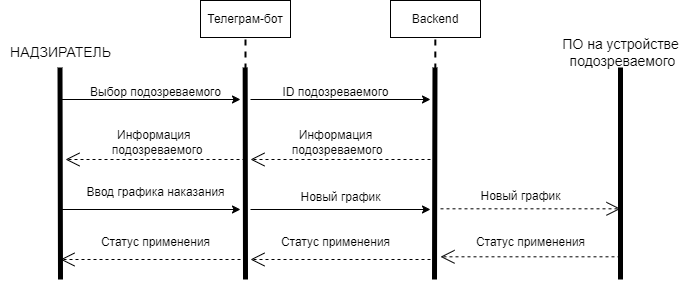 Телеграм-бот
Backend
НАДЗИРАТЕЛЬ
ПО на устройстве
подозреваемого
Выбор подозреваемого
ID подозреваемого
Информация
подозреваемого
Информация
подозреваемого
Ввод графика наказания
Новый график
Новый график
Статус применения
Статус применения
Статус применения